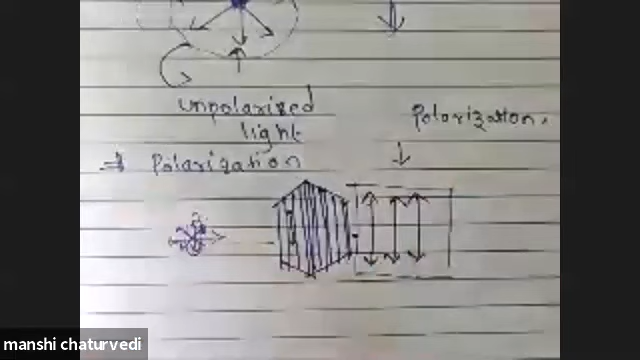 unpolarized
light
Polarization.
⇒ Polarization
manshi chaturvedi